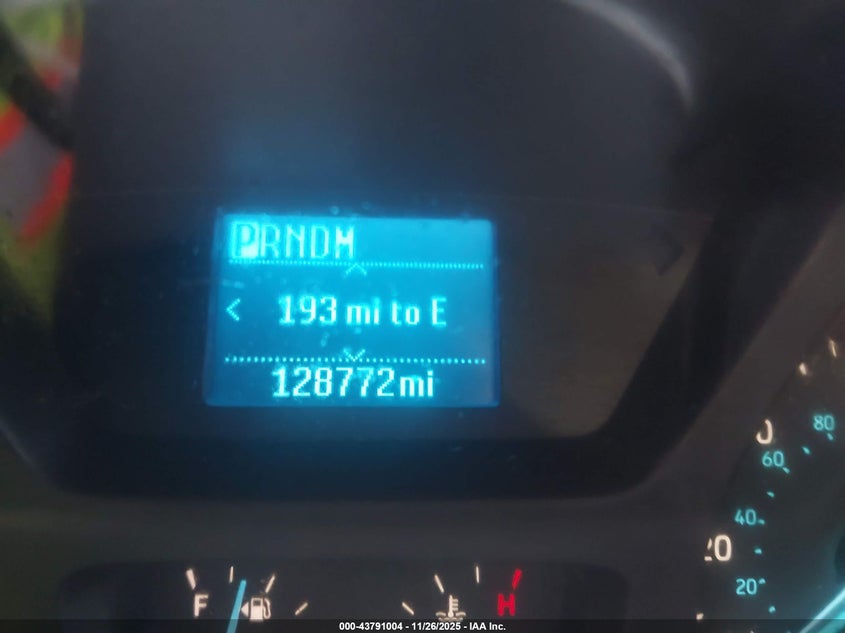 PRNDM
< 193 mi to E
128772mi
80
60
40
20
20
F
H
000-43791004 - 11/26/2025 - IAA Inc.